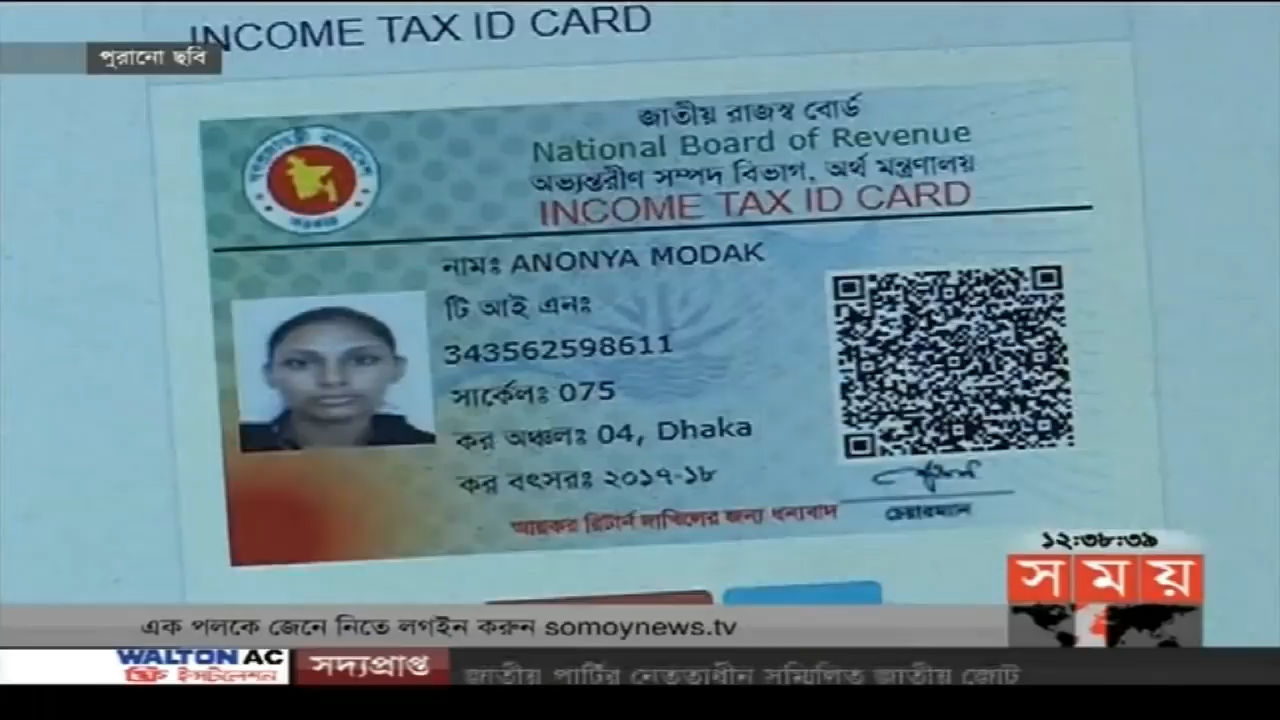 INCOME TAX ID CARD
পুরানো ছবি
জাতীয় রাজস্ব বোর্ড
National Board of Revenue
অভ্যন্তরীণ সম্পদ বিভাগ, অর্থ মন্ত্রণালয়
INCOME TAX ID CARD
নামঃ ANONYA MODAK
টি আই এনঃ
343562598611
সার্কেলঃ 075
কর অঞ্চলঃ 04, Dhaka
কর বৎসরঃ ২০১৭-১৮
আয়কর রিটার্ন দাখিলের জন্য ধন্যবাদ
চেয়ারম্যান
১২:৩৮:৩৯
সময়
এক পলকে জেনে নিতে লগইন করুন somoynews.tv
WALTON AC
ফ্রি ইন্সটলেশন
সদ্যপ্রাপ্ত
জাতীয় পার্টির নেতৃত্বাধীন সম্মিলিত জাতীয় জোট